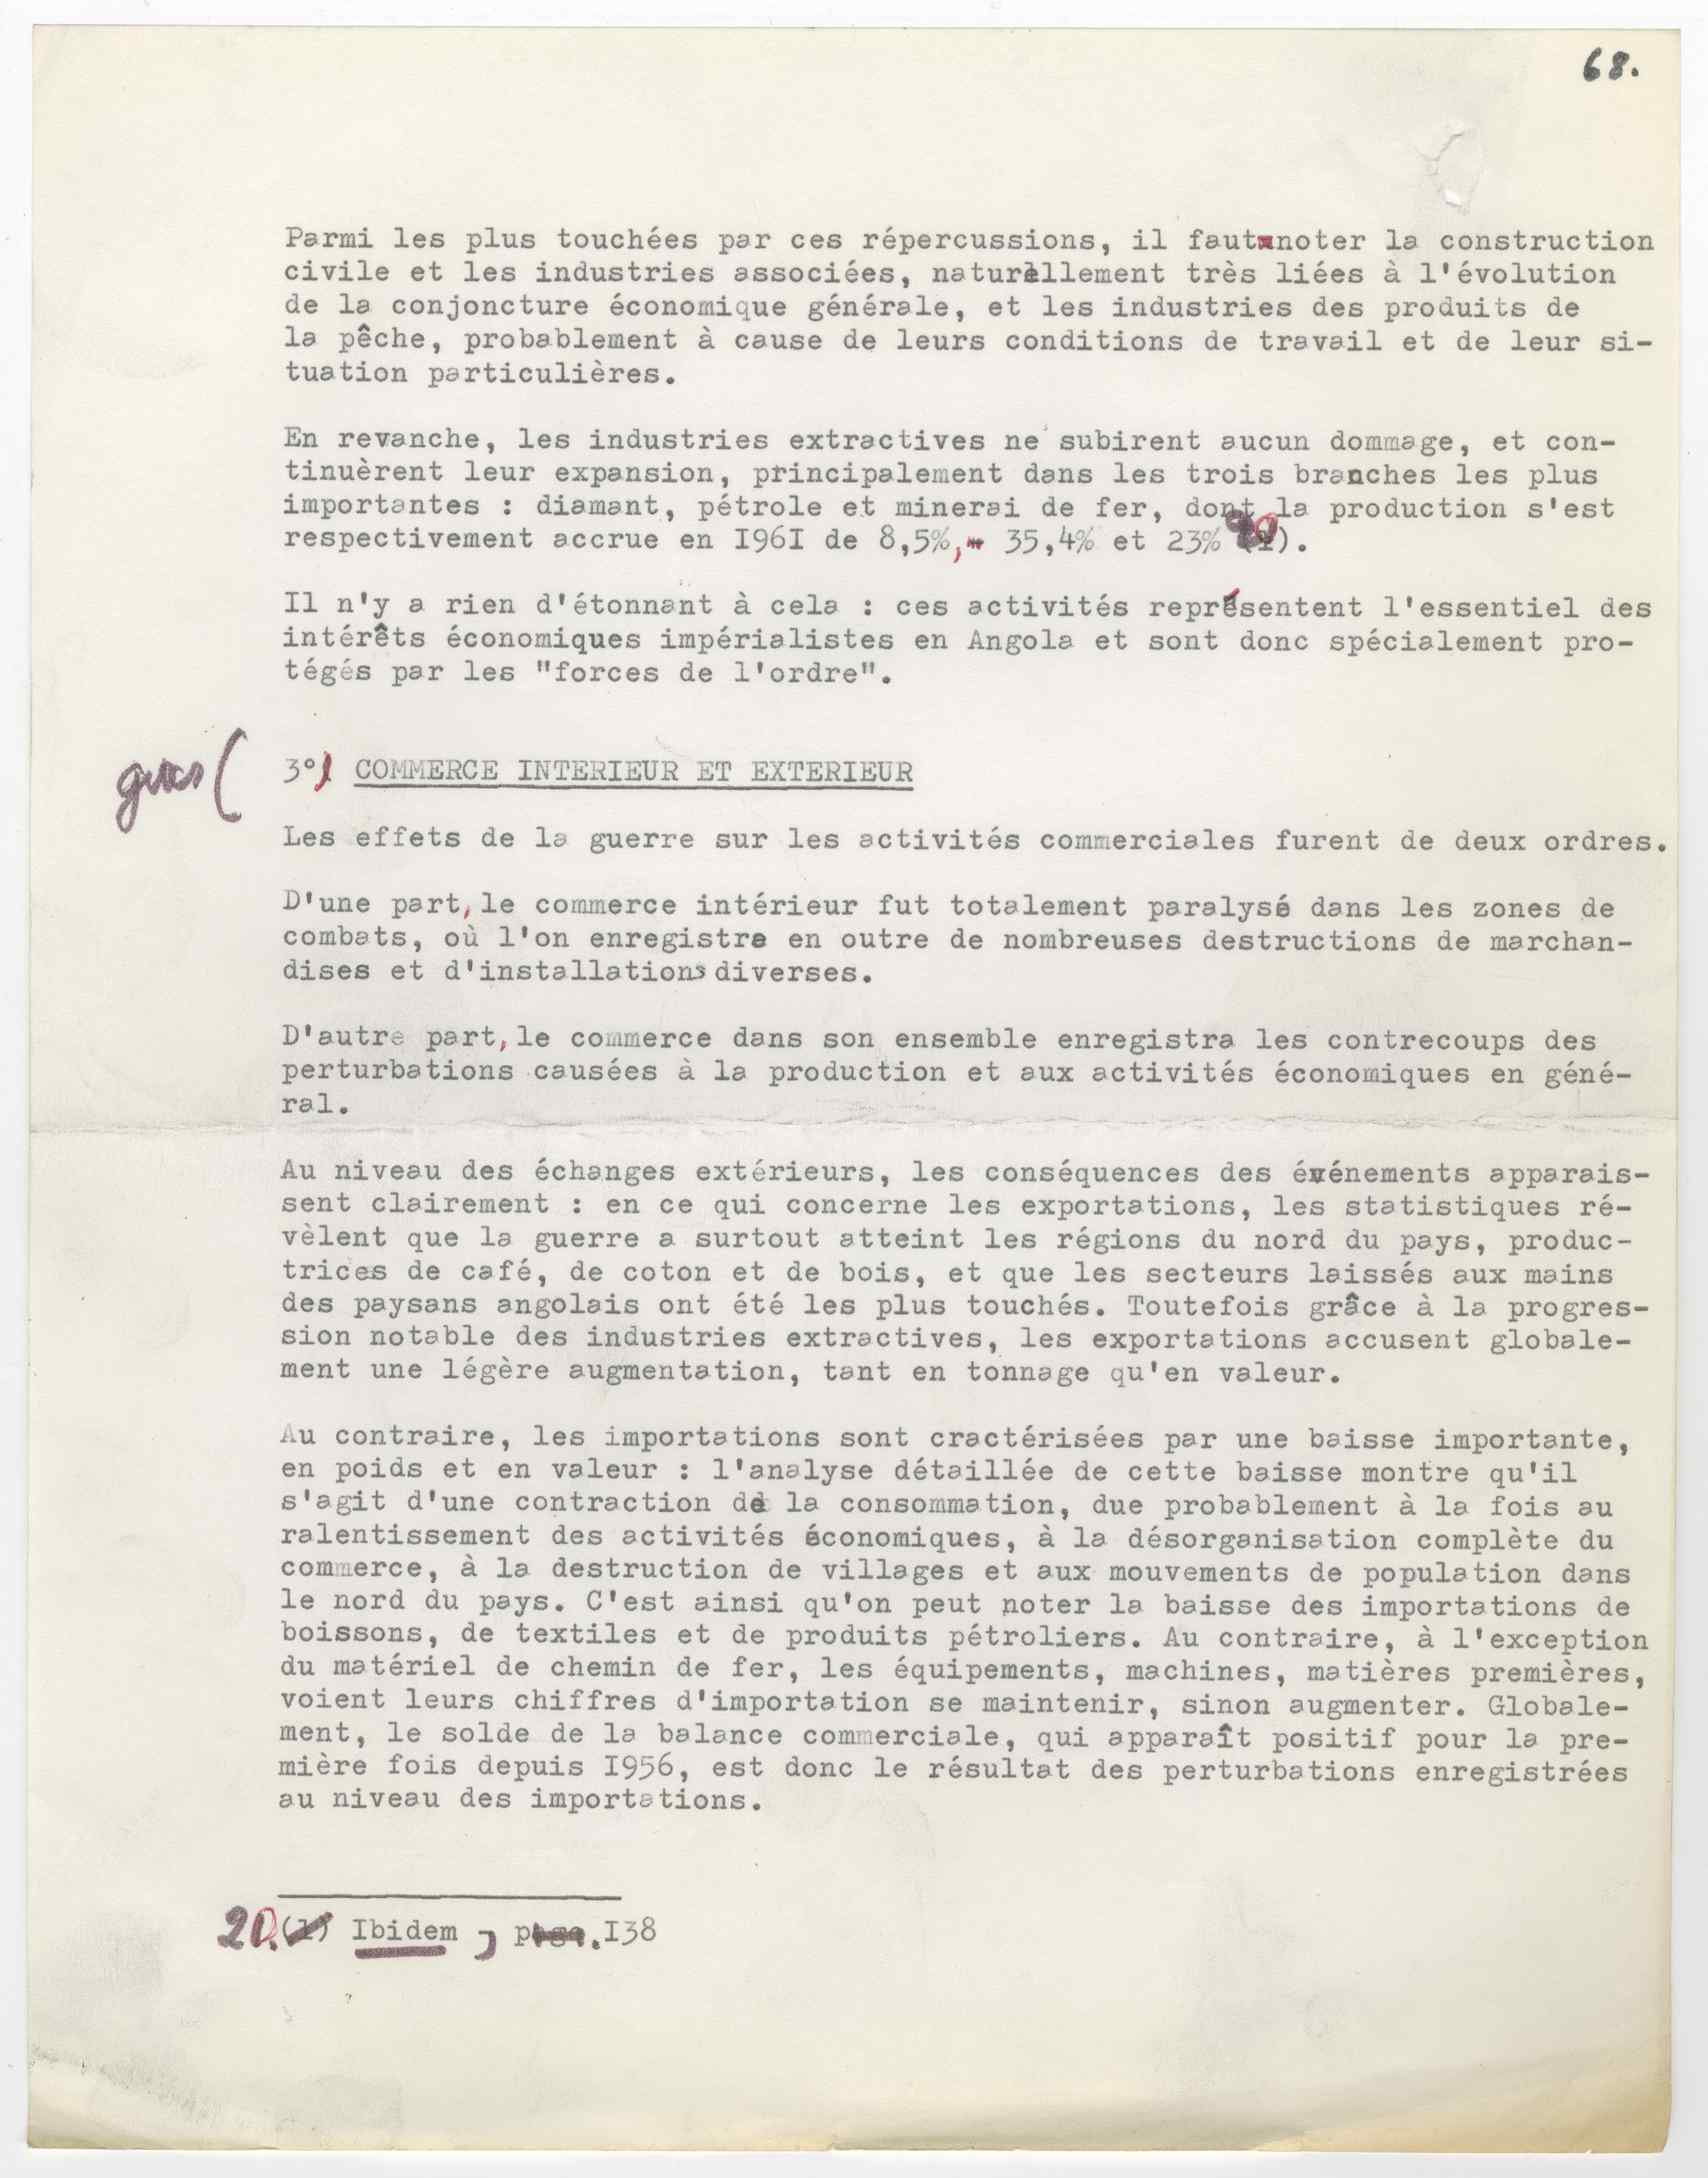 68.
Parmi les plus touchées par ces répercussions, il faut noter la construction
civile et les industries associées, naturellement très liées à l'évolution
de la conjoncture économique générale, et les industries des produits de
la pêche, probablement à cause de leurs conditions de travail et de leur si-
tuation particulières.
En revanche, les industries extractives ne subirent aucun dommage, et con-
tinuèrent leur expansion, principalement dans les trois branches les plus
importantes : diamant, pétrole et minerai de fer, dont la production s'est
respectivement accrue en I96I de 8,5%, 35,4% et 23% (20).
Il n'y a rien d'étonnant à cela : ces activités représentent l'essentiel des
intérêts économiques impérialistes en Angola et sont donc spécialement pro-
tégés par les "forces de l'ordre".
gras (
3°) COMMERCE INTERIEUR ET EXTERIEUR
Les effets de la guerre sur les activités commerciales furent de deux ordres.
D'une part, le commerce intérieur fut totalement paralysé dans les zones de
combats, où l'on enregistra en outre de nombreuses destructions de marchan-
dises et d'installations diverses.
D'autre part, le commerce dans son ensemble enregistra les contrecoups des
perturbations causées à la production et aux activités économiques en géné-
ral.
Au niveau des échanges extérieurs, les conséquences des événements apparais-
sent clairement : en ce qui concerne les exportations, les statistiques ré-
vèlent que la guerre a surtout atteint les régions du nord du pays, produc-
trices de café, de coton et de bois, et que les secteurs laissés aux mains
des paysans angolais ont été les plus touchés. Toutefois grâce à la progres-
sion notable des industries extractives, les exportations accusent globale-
ment une légère augmentation, tant en tonnage qu'en valeur.
Au contraire, les importations sont cractérisées par une baisse importante,
en poids et en valeur : l'analyse détaillée de cette baisse montre qu'il
s'agit d'une contraction de la consommation, due probablement à la fois au
ralentissement des activités économiques, à la désorganisation complète du
commerce, à la destruction de villages et aux mouvements de population dans
le nord du pays. C'est ainsi qu'on peut noter la baisse des importations de
boissons, de textiles et de produits pétroliers. Au contraire, à l'exception
du matériel de chemin de fer, les équipements, machines, matières premières,
voient leurs chiffres d'importation se maintenir, sinon augmenter. Globale-
ment, le solde de la balance commerciale, qui apparaît positif pour la pre-
mière fois depuis I956, est donc le résultat des perturbations enregistrées
au niveau des importations.
20. (1) Ibidem, p.I38